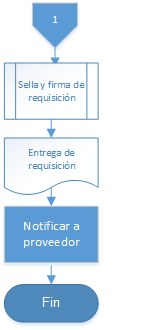 1
Sella y firma de
requisición
Entrega de
requisición
Notificar a
proveedor
Fin